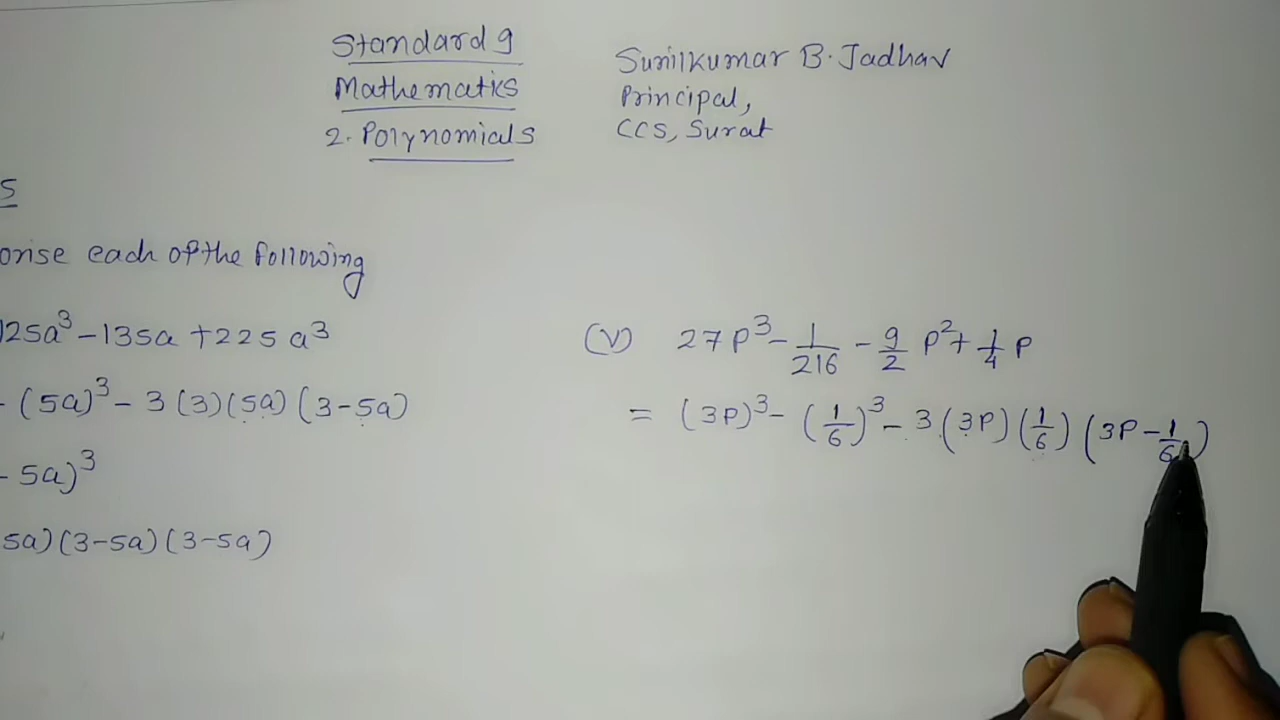 Standard 9
Mathematics
2. Polynomials
Sunilkumar B. Jadhav
Principal,
CCS, Surat
5
orise each of the following
125a³ - 135a + 225a³
- (5a)³ - 3(3)(5a)(3-5a)
- 5a)³
5a)(3-5a)(3-5a)
(V) 27P³ - 1/216 - 9/2 P² + 1/4 P
= (3P)³ - (1/6)³ - 3(3P)(1/6)(3P - 1/6)